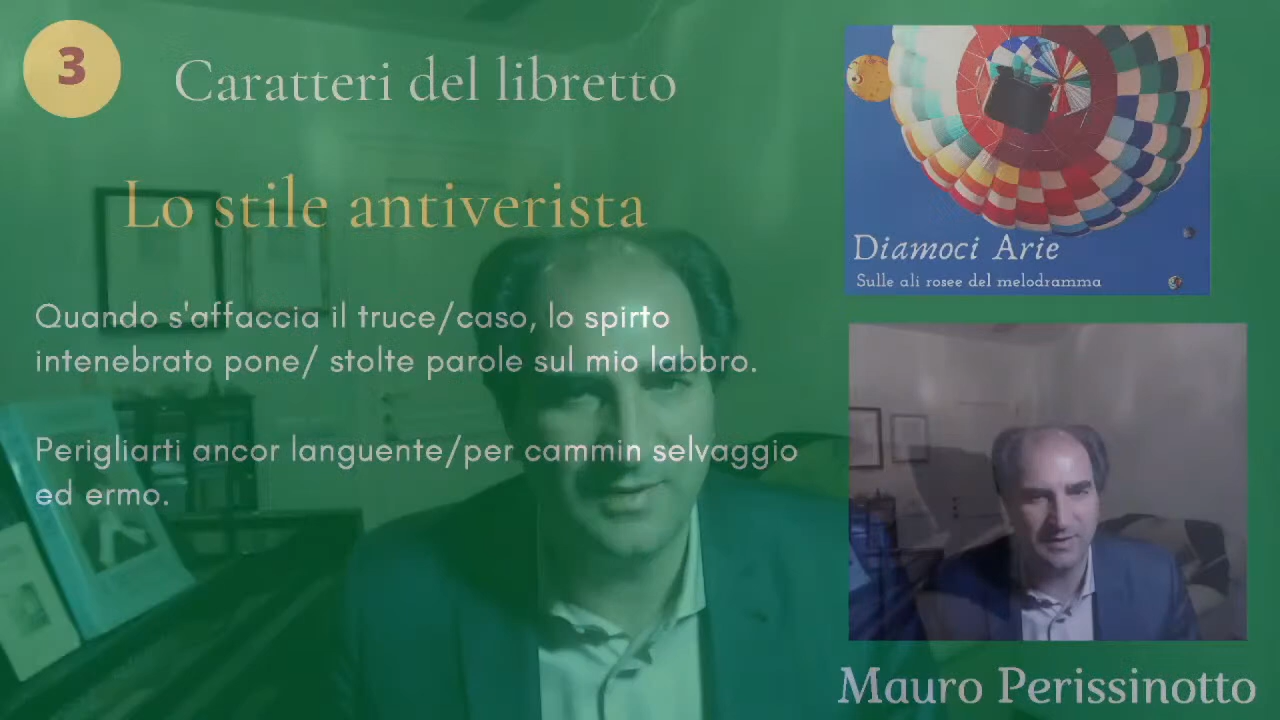 3
Caratteri del libretto
Lo stile antiverista
Quando s'affaccia il truce/caso, lo spirto
intenebrato pone/ stolte parole sul mio labbro.
Perigliarti ancor languente/per cammin selvaggio
ed ermo.
Diamoci Arie
Sulle ali rosee del melodramma
Mauro Perissinotto